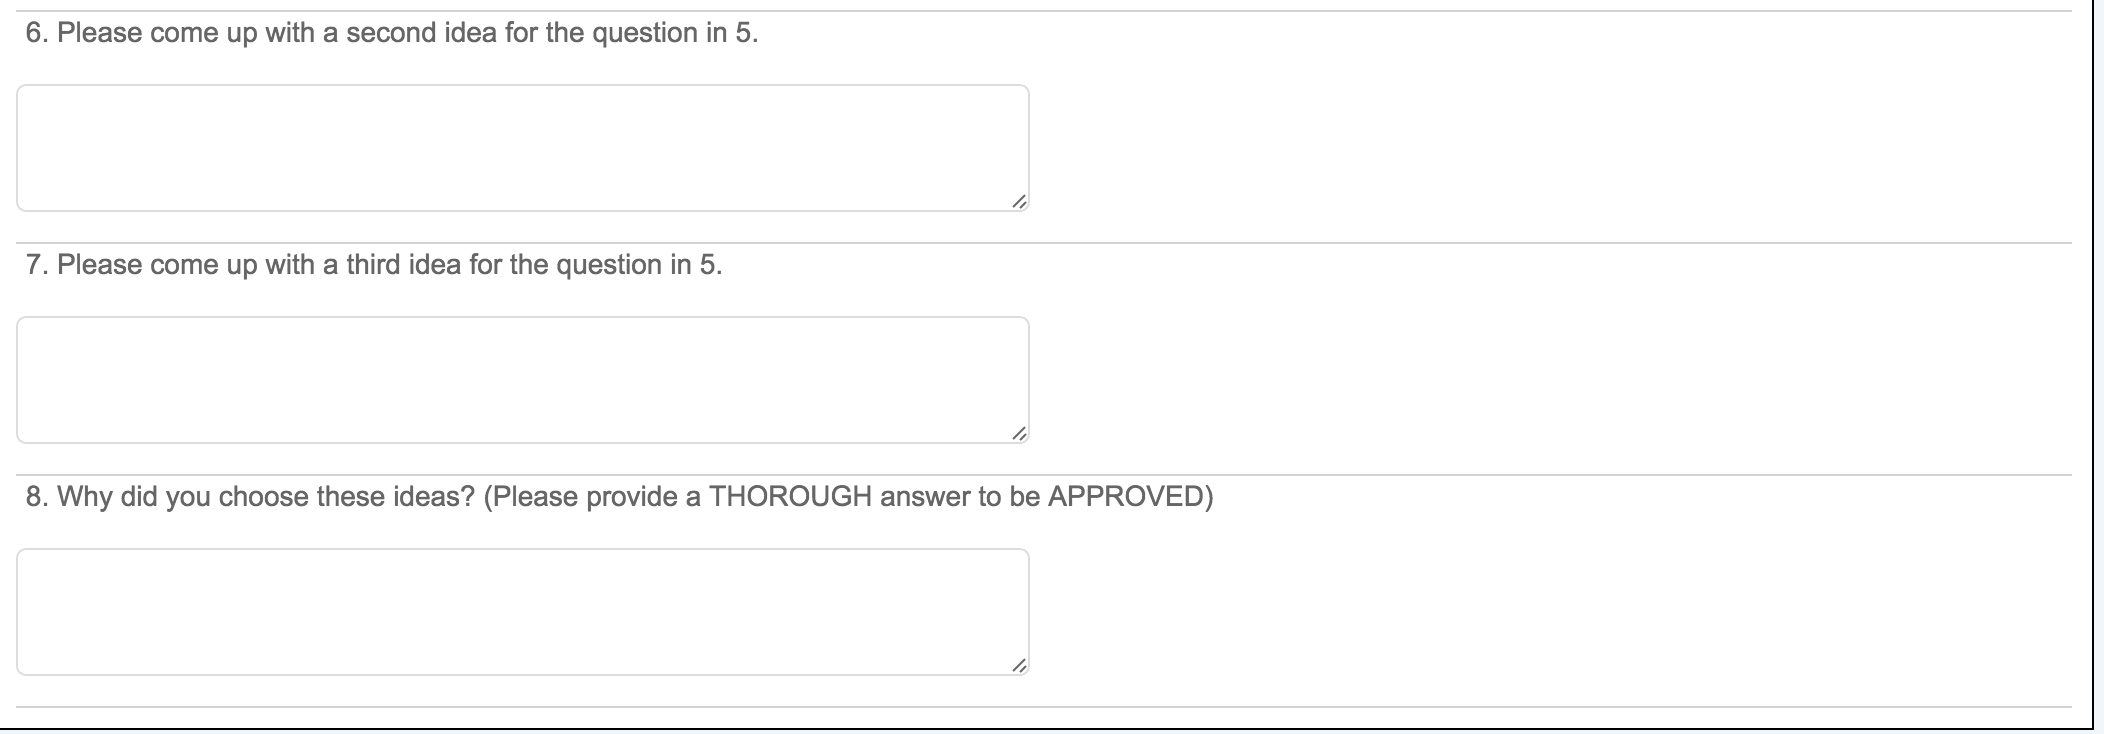 6. Please come up with a second idea for the question in 5.
7. Please come up with a third idea for the question in 5.
8. Why did you choose these ideas? (Please provide a THOROUGH answer to be APPROVED)